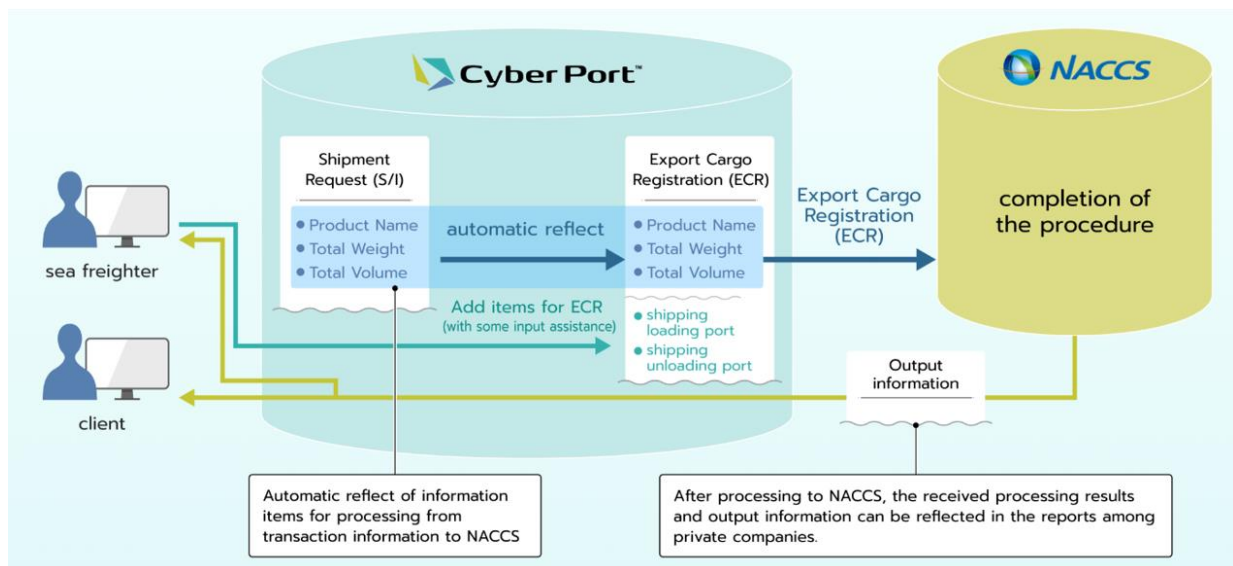 Cyber Port™
NACCS
Shipment
Request (S/I)
• Product Name
• Total Weight
• Total Volume
automatic reflect
Export Cargo
Registration (ECR)
• Product Name
• Total Weight
• Total Volume
• shipping
loading port
• shipping
unloading port
Add items for ECR
(with some input assistance)
Export Cargo
Registration
(ECR)
completion of
the procedure
sea freighter
client
Output
information
Automatic reflect of information
items for processing from
transaction information to NACCS
After processing to NACCS, the received processing results
and output information can be reflected in the reports among
private companies.